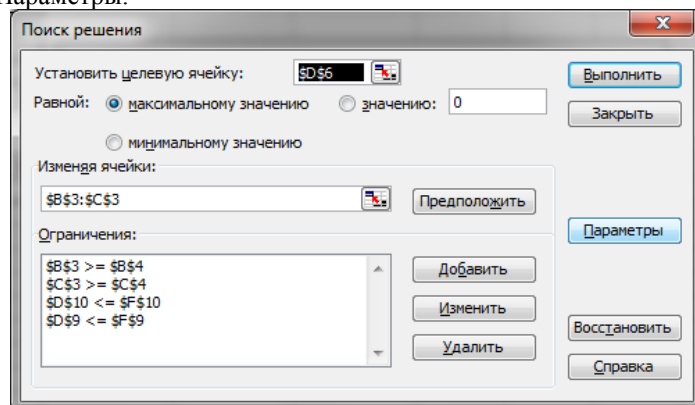 Параметры.
Поиск решения
Установить целевую ячейку: $D$6 Выполнить
Равной: максимальному значению значению: 0 Закрыть
минимальному значению
Изменяя ячейки:
$B$3:$C$3 Предположить
Ограничения: Параметры
$B$3 >= $B$4 Добавить
$C$3 >= $C$4
$D$10 <= $F$10 Изменить
$D$9 <= $F$9 Восстановить
Удалить
Справка